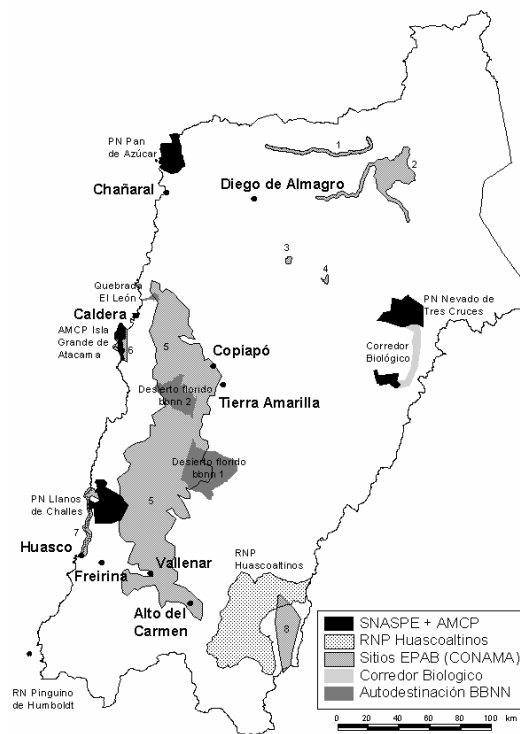 PN Pan
de Azúcar
1
2
Chañaral
Diego de Almagro
3
4
Quebrada
El León
PN Nevado de
Tres Cruces
Caldera
AMCP Isla
Grande de
Atacama
6
5
Copiapó
Corredor
Biológico
Desierto florido
bbnn 2
Tierra Amarilla
Desierto florido
bbnn 1
PN Llanos
de Challes
5
7
Huasco
Freirina
Vallenar
RNP
Huascoaltinos
Alto del
Carmen
8
RN Pinguino
de Humboldt
SNASPE + AMCP
RNP Huascoaltinos
Sitios EPAB (CONAMA)
Corredor Biologico
Autodestinación BBNN
0 20 40 60 80 100 km